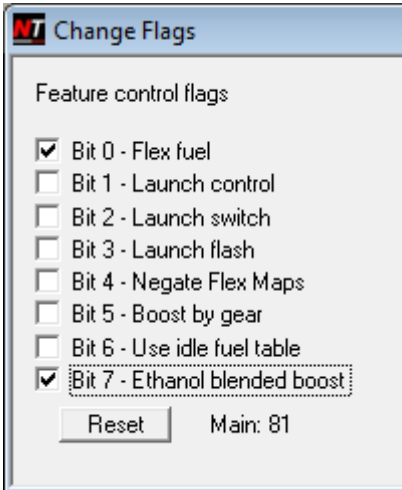 NT Change Flags
Feature control flags
Bit 0 - Flex fuel
Bit 1 - Launch control
Bit 2 - Launch switch
Bit 3 - Launch flash
Bit 4 - Negate Flex Maps
Bit 5 - Boost by gear
Bit 6 - Use idle fuel table
Bit 7 - Ethanol blended boost
Reset Main: 81